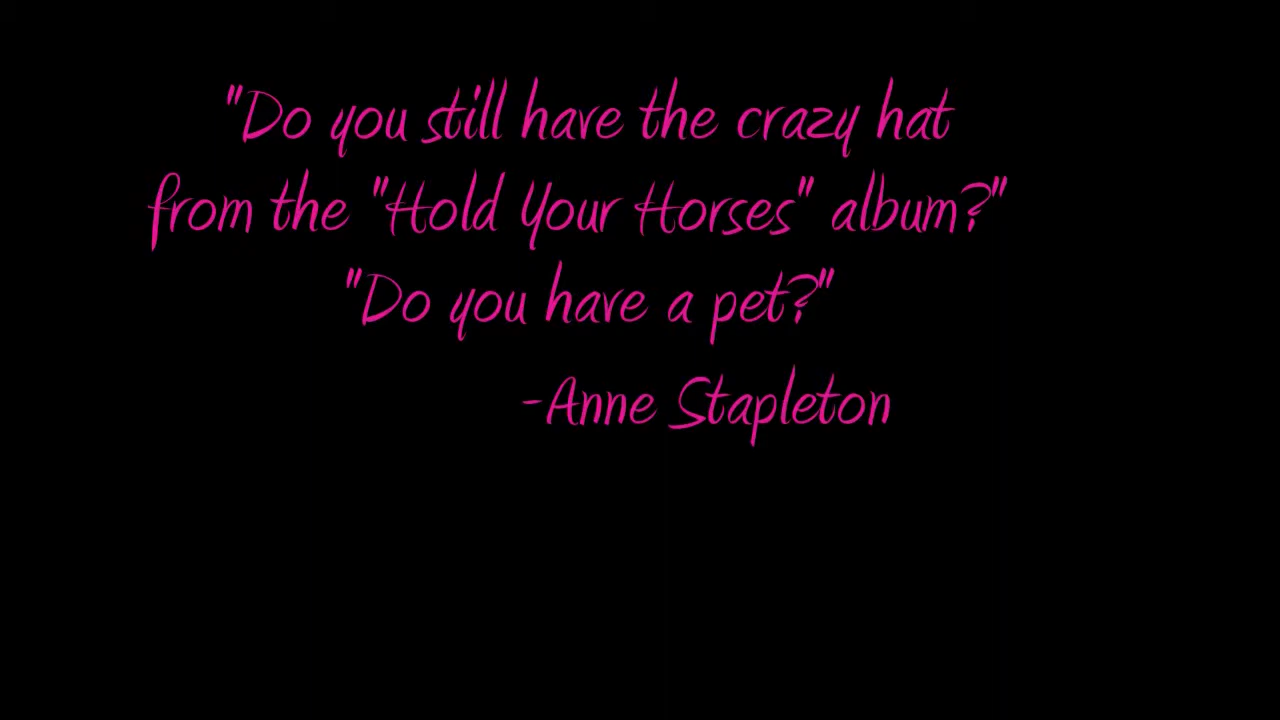 "Do you still have the crazy hat
from the "Hold Your Horses" album?"
"Do you have a pet?"
-Anne Stapleton